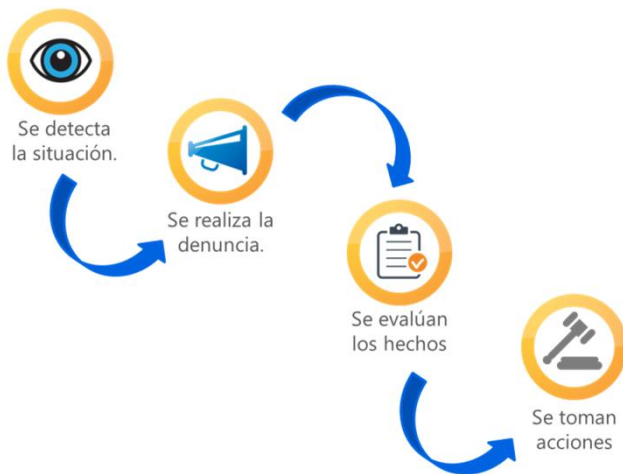 Se detecta
la situación.
Se realiza la
denuncia.
Se evalúan
los hechos
Se toman
acciones